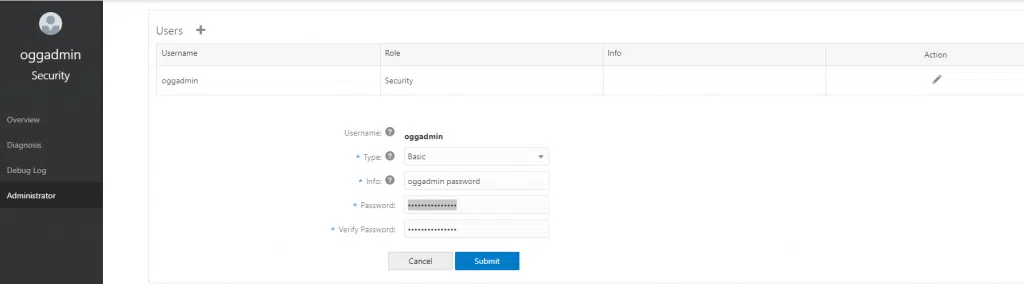 oggadmin
Security
Overview
Diagnosis
Debug Log
Administrator
Users +
Username Role Info Action
oggadmin Security
Username: ? oggadmin
* Type: ? Basic
* Info: ? oggadmin password
* Password: ••••••••••••••
* Verify Password: ••••••••••••••
Cancel Submit